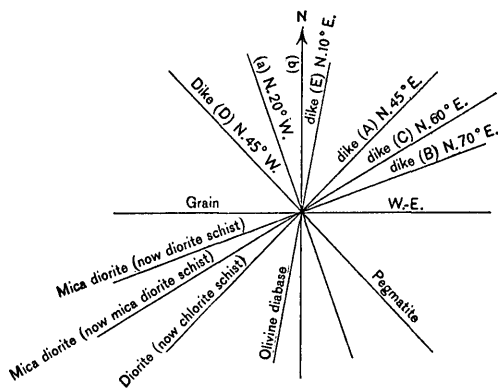 N
(q)
(a) N.20° W.
Dike (D) N.45° W.
dike (E) N.10° E.
dike (A) N.45° E.
dike (C) N.60° E.
dike (B) N.70° E.
Grain
W.-E.
Mica diorite (now diorite schist)
Mica diorite (now mica diorite schist)
Diorite (now chlorite schist)
Olivine diabase
Pegmatite